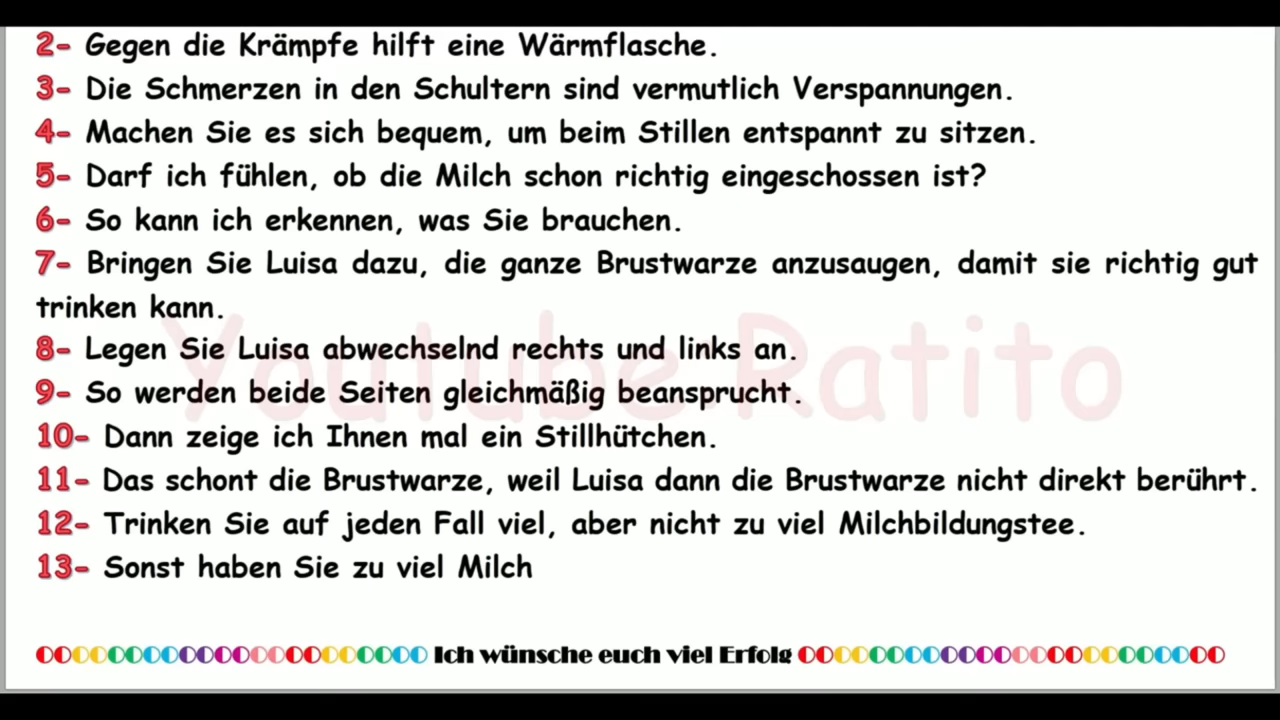 2- Gegen die Krämpfe hilft eine Wärmflasche.
3- Die Schmerzen in den Schultern sind vermutlich Verspannungen.
4- Machen Sie es sich bequem, um beim Stillen entspannt zu sitzen.
5- Darf ich fühlen, ob die Milch schon richtig eingeschossen ist?
6- So kann ich erkennen, was Sie brauchen.
7- Bringen Sie Luisa dazu, die ganze Brustwarze anzusaugen, damit sie richtig gut
trinken kann.
Youtube Ratito
8- Legen Sie Luisa abwechselnd rechts und links an.
9- So werden beide Seiten gleichmäßig beansprucht.
10- Dann zeige ich Ihnen mal ein Stillhütchen.
11- Das schont die Brustwarze, weil Luisa dann die Brustwarze nicht direkt berührt.
12- Trinken Sie auf jeden Fall viel, aber nicht zu viel Milchbildungstee.
13- Sonst haben Sie zu viel Milch
Ich wünsche euch viel Erfolg